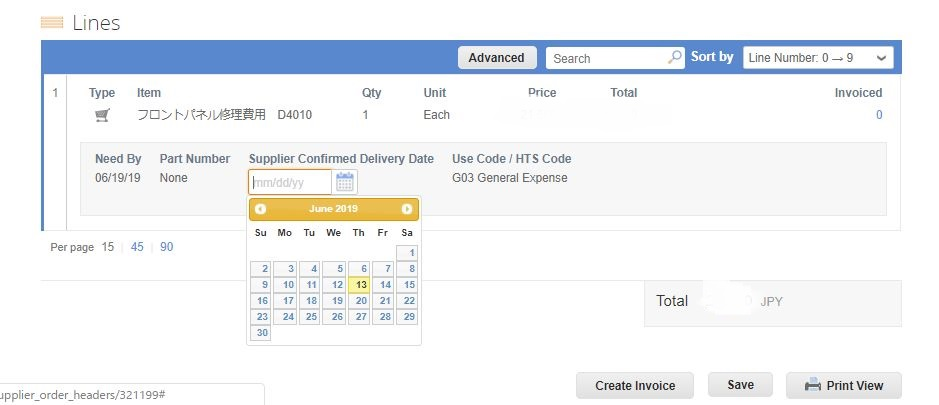 Lines
Advanced Search Sort by Line Number: 0 → 9
1 Type Item Qty Unit Price Total Invoiced
フロントパネル修理費用 D4010 1 Each 0
Need By Part Number Supplier Confirmed Delivery Date Use Code / HTS Code
06/19/19 None mm/dd/yy G03 General Expense
June 2019
Su Mo Tu We Th Fr Sa
1
2 3 4 5 6 7 8
9 10 11 12 13 14 15
16 17 18 19 20 21 22
23 24 25 26 27 28 29
30
Per page 15 | 45 | 90
Total JPY
Create Invoice Save Print View
upplier_order_headers/321199#